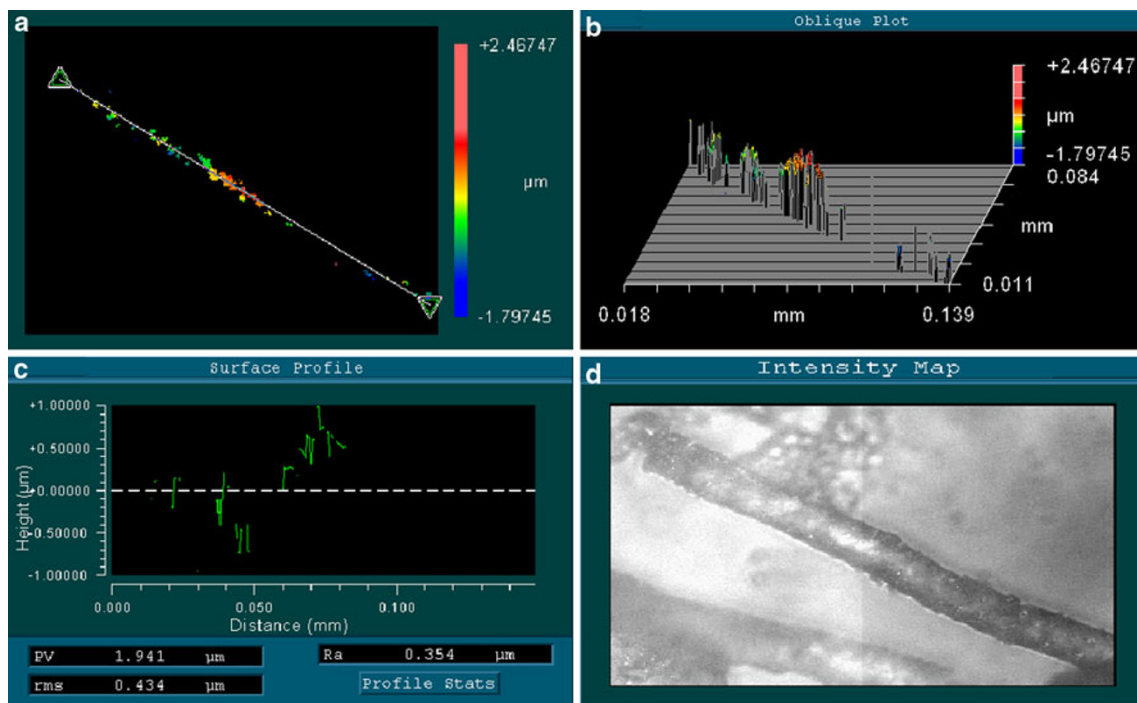 a
+2.46747
µm
-1.79745
b
Oblique Plot
+2.46747
µm
-1.79745
0.084
mm
0.011
0.018
mm
0.139
c
Surface Profile
+1.00000
+0.50000
+0.00000
-0.50000
-1.00000
Height (µm)
0.000
0.050
0.100
Distance (mm)
PV 1.941 µm
Ra 0.354 µm
rms 0.434 µm
Profile Stats
d
Intensity Map